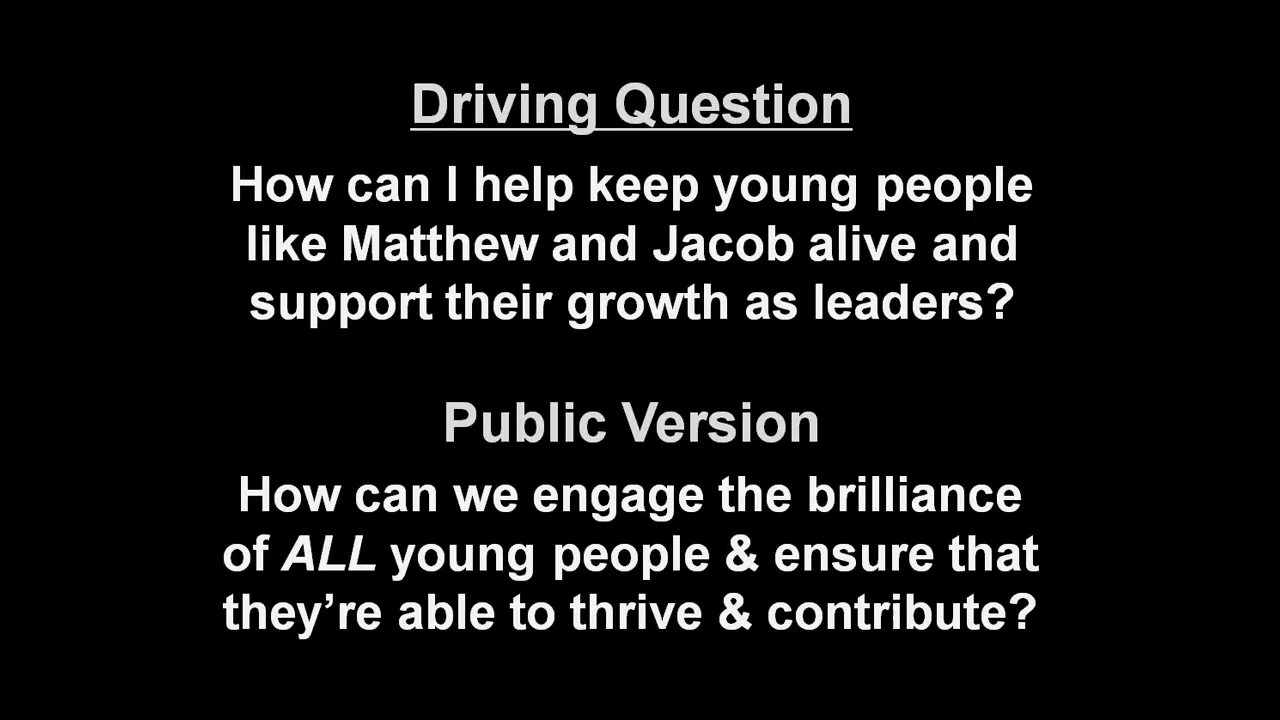 Driving Question
How can I help keep young people
like Matthew and Jacob alive and
support their growth as leaders?
Public Version
How can we engage the brilliance
of ALL young people & ensure that
they’re able to thrive & contribute?